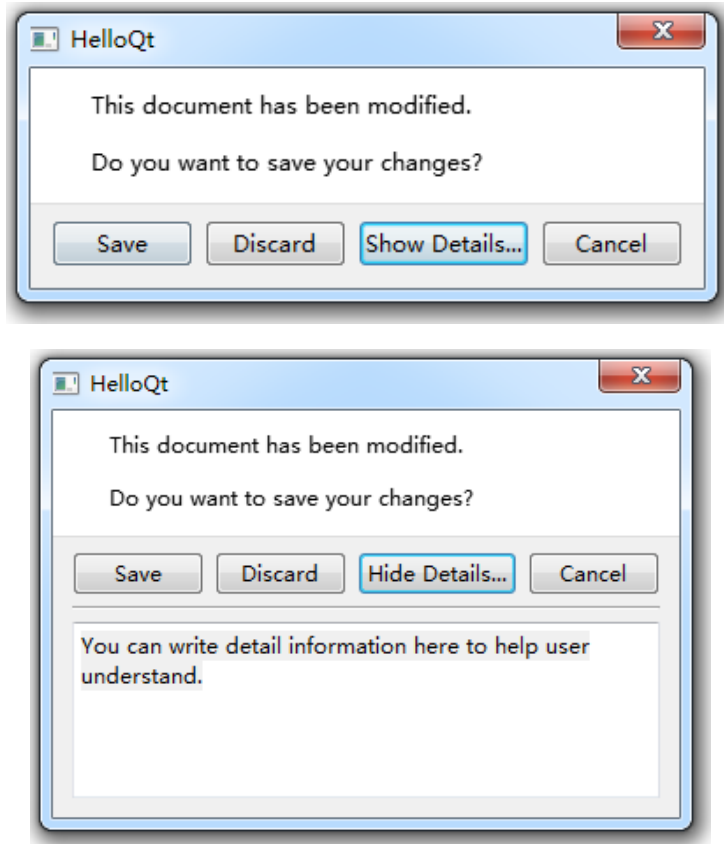 HelloQt
This document has been modified.
Do you want to save your changes?
Save Discard Show Details... Cancel
HelloQt
This document has been modified.
Do you want to save your changes?
Save Discard Hide Details... Cancel
You can write detail information here to help user
understand.